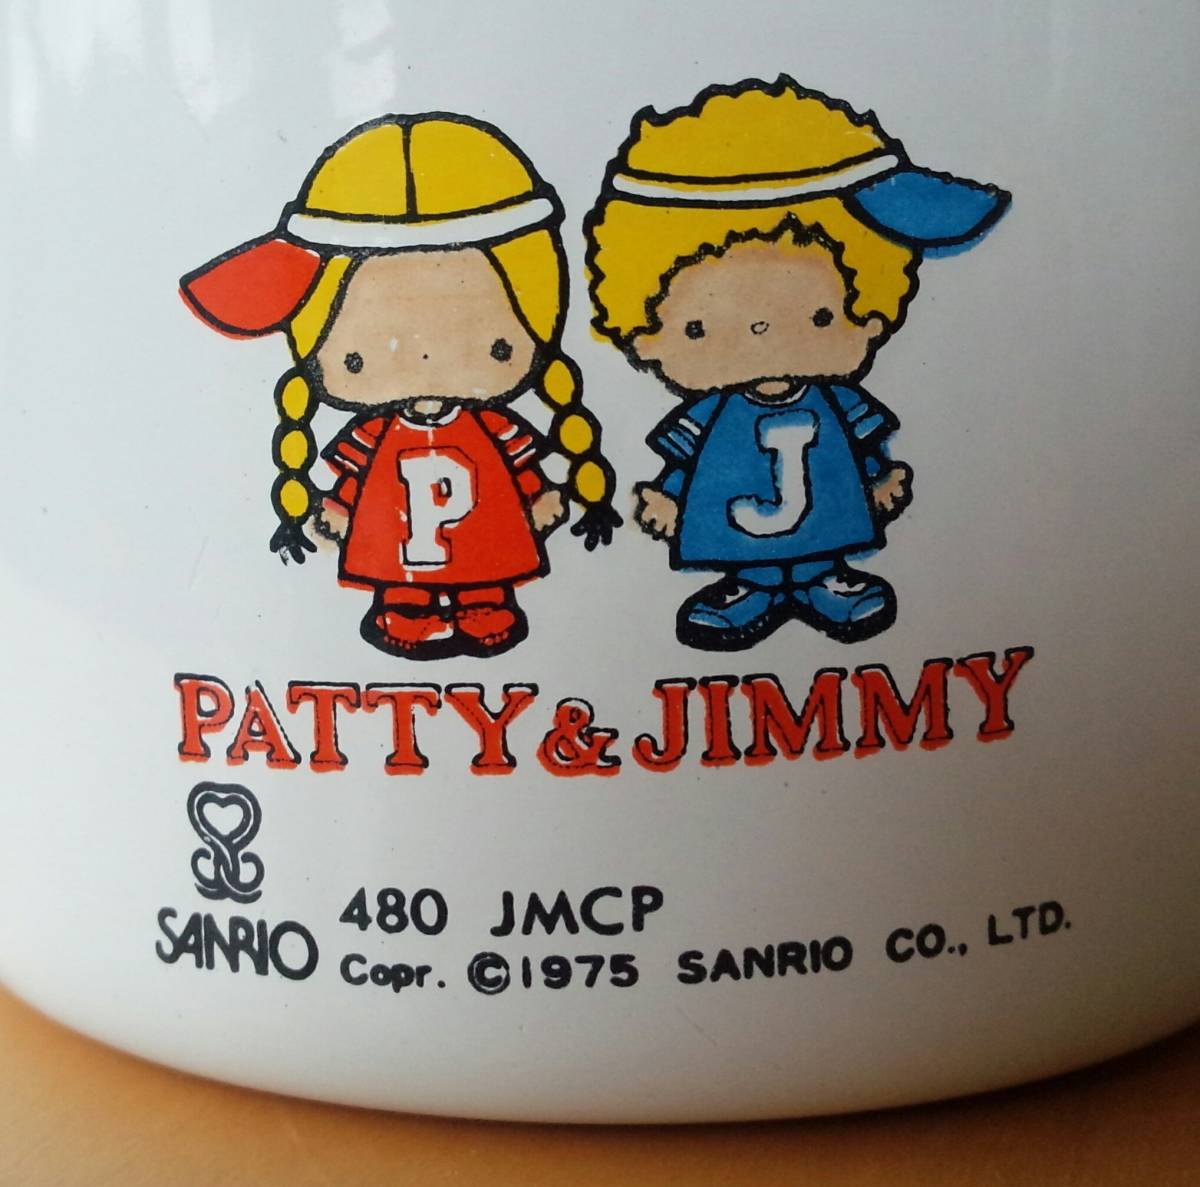 P
J
PATTY & JIMMY
SANRIO
480 JMCP
Copr. ©1975 SANRIO CO., LTD.